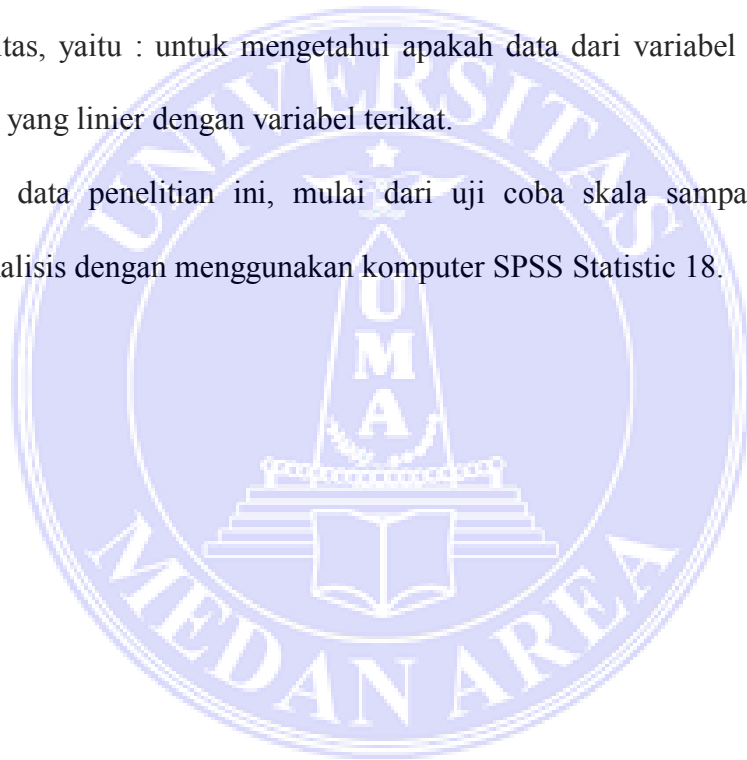 itas, yaitu : untuk mengetahui apakah data dari variabel
yang linier dengan variabel terikat.
data penelitian ini, mulai dari uji coba skala sampa
alisis dengan menggunakan komputer SPSS Statistic 18.
UNIVERSITAS
UMA
MEDAN AREA